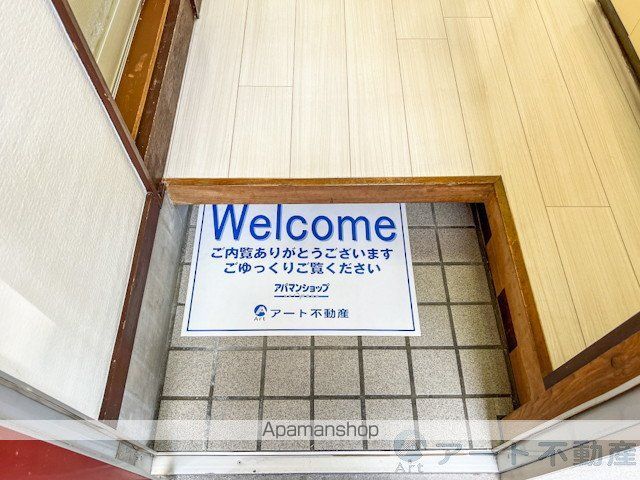 Welcome
ご内覧ありがとうございます
ごゆっくりご覧ください
アパマンショップ
Art アート不動産
Apamanshop
Art アート不動産